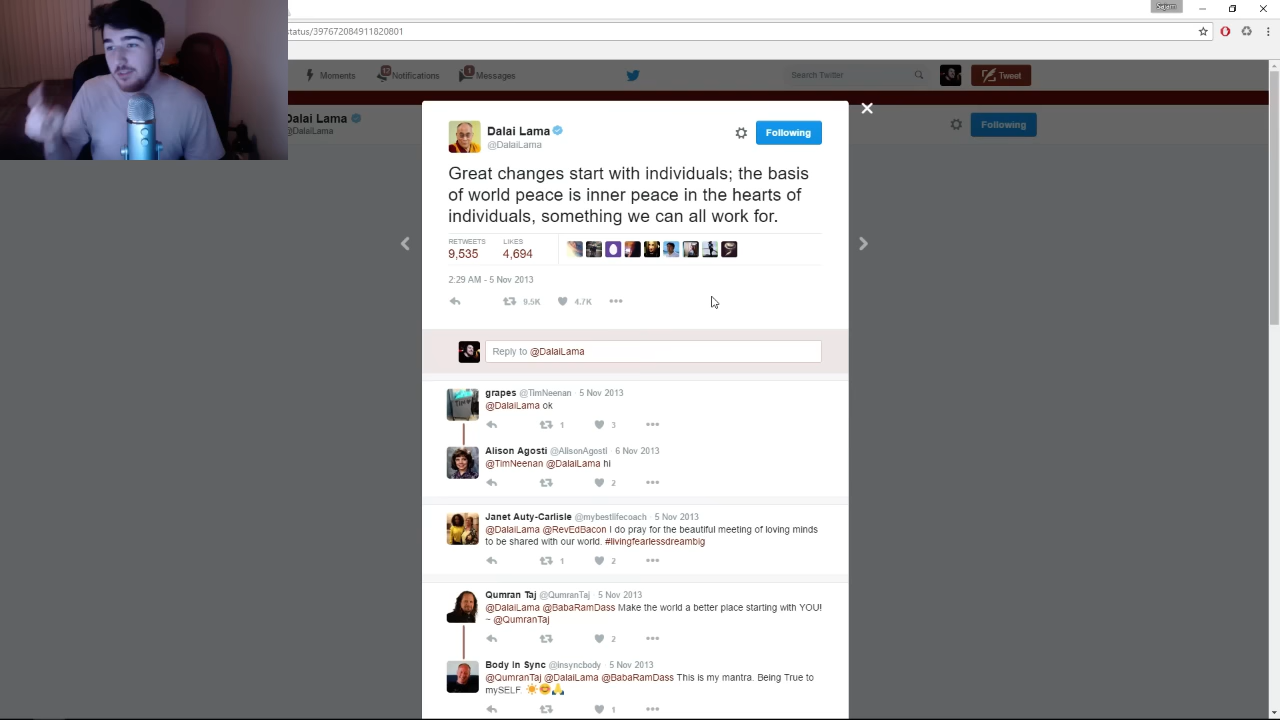 Sajam
status/397672084911820801
Moments
17
Notifications
1
Messages
Search Twitter
Tweet
Dalai Lama
@DalaiLama
Following
Dalai Lama
@DalaiLama
Following
Great changes start with individuals; the basis
of world peace is inner peace in the hearts of
individuals, something we can all work for.
RETWEETS LIKES
9,535 4,694
2:29 AM - 5 Nov 2013
9.5K 4.7K
Reply to @DalaiLama
grapes @TimNeenan · 5 Nov 2013
@DalaiLama ok
1 3
Alison Agosti @AlisonAgosti · 6 Nov 2013
@TimNeenan @DalaiLama hi
2
Janet Auty-Carlisle @mybestlifecoach · 5 Nov 2013
@DalaiLama @RevEdBacon I do pray for the beautiful meeting of loving minds
to be shared with our world. #livingfearlessdreambig
1 2
Qumran Taj @QumranTaj · 5 Nov 2013
@DalaiLama @BabaRamDass Make the world a better place starting with YOU!
~ @QumranTaj
2
Body in Sync @insyncbody · 5 Nov 2013
@QumranTaj @DalaiLama @BabaRamDass This is my mantra. Being True to
mySELF. ☀😊🙏
1